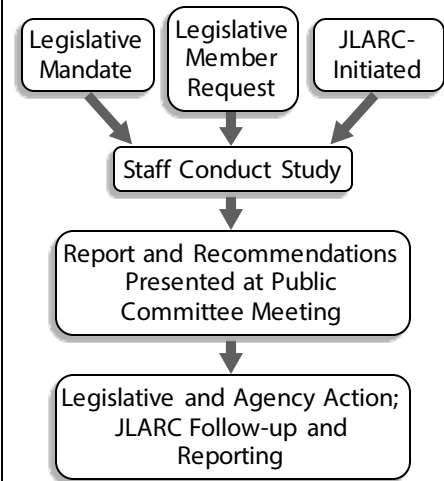 Legislative
Mandate
Legislative
Member
Request
JLARC-
Initiated
Staff Conduct Study
Report and Recommendations
Presented at Public
Committee Meeting
Legislative and Agency Action;
JLARC Follow-up and
Reporting